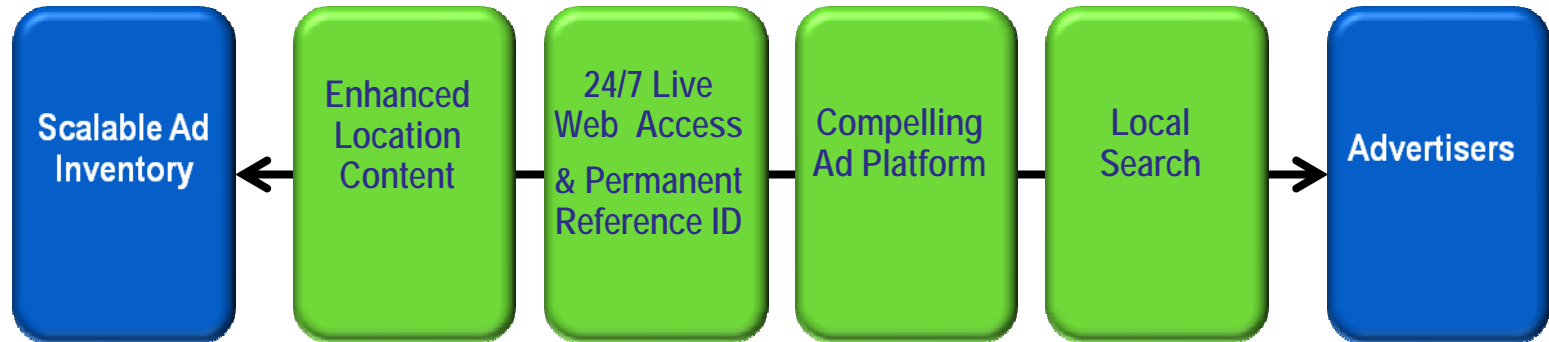 Scalable Ad
Inventory
Enhanced
Location
Content
24/7 Live
Web Access
& Permanent
Reference ID
Compelling
Ad Platform
Local
Search
Advertisers